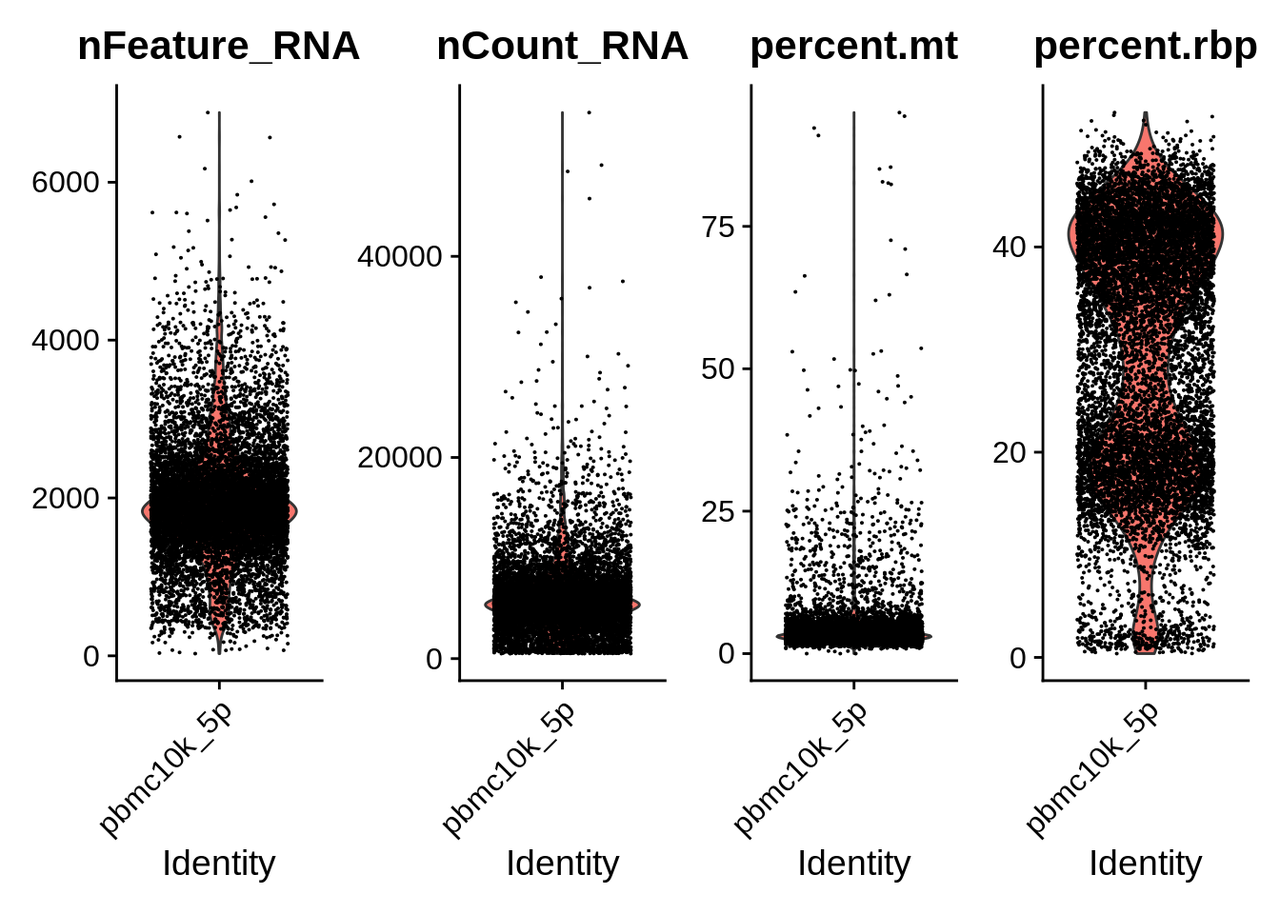 nFeature_RNA
6000
4000
2000
0
pbmc10k_5p
Identity
nCount_RNA
40000
20000
0
pbmc10k_5p
Identity
percent.mt
75
50
25
0
pbmc10k_5p
Identity
percent.rbp
40
20
0
pbmc10k_5p
Identity